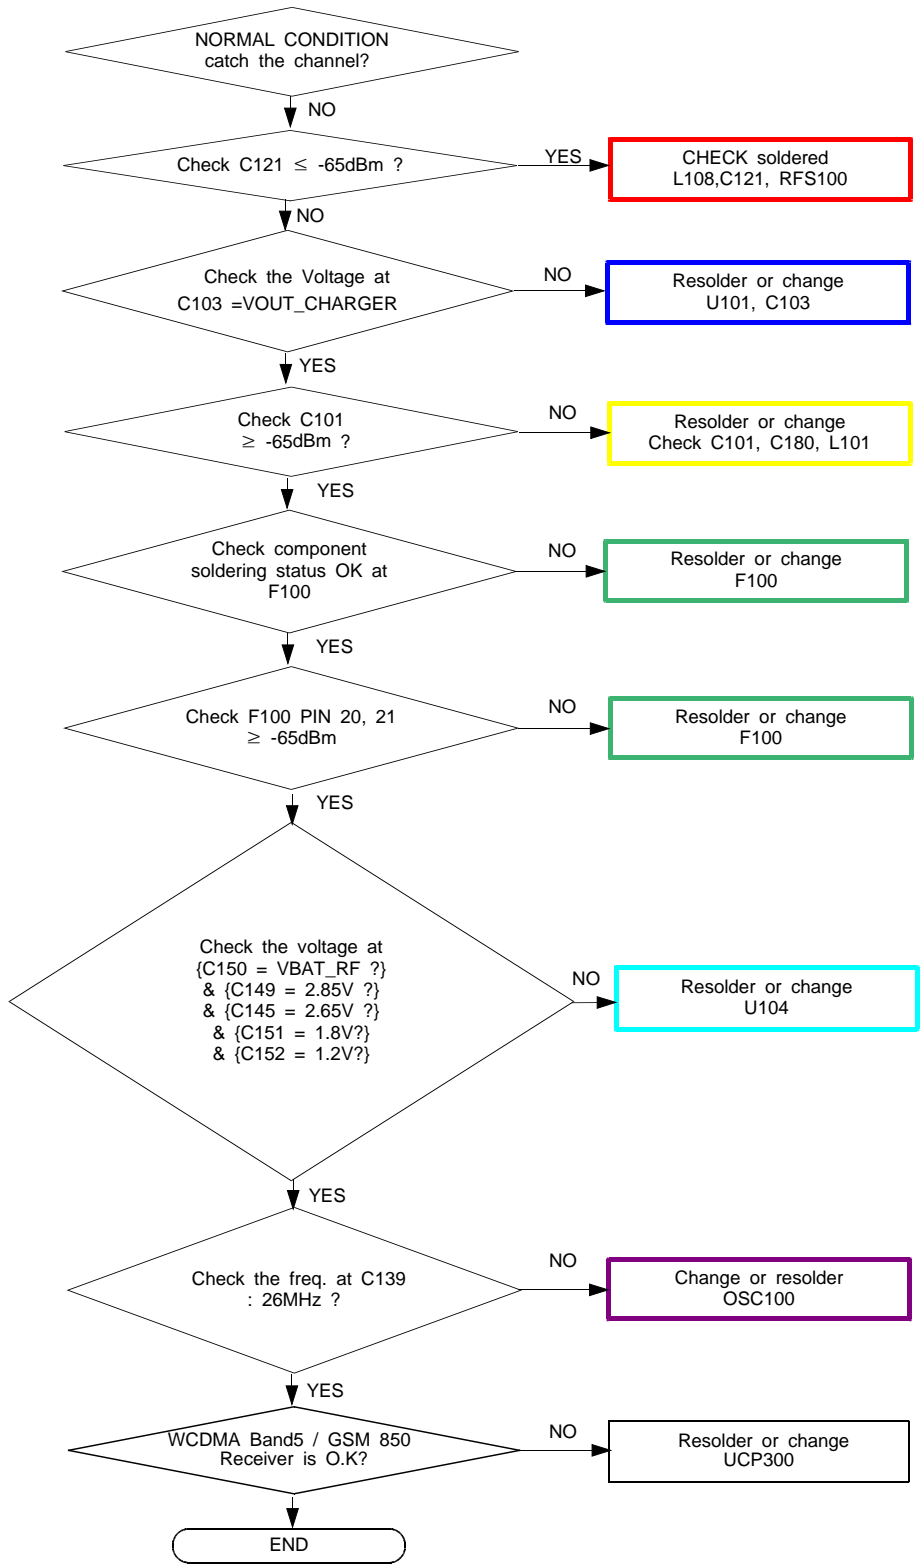 NORMAL CONDITION
catch the channel?
NO
Check C121 ≤ -65dBm ?
YES
CHECK soldered
L108,C121, RFS100
NO
Check the Voltage at
C103 =VOUT_CHARGER
NO
Resolder or change
U101, C103
YES
Check C101
≥ -65dBm ?
NO
Resolder or change
Check C101, C180, L101
YES
Check component
soldering status OK at
F100
NO
Resolder or change
F100
YES
Check F100 PIN 20, 21
≥ -65dBm
NO
Resolder or change
F100
YES
Check the voltage at
{C150 = VBAT_RF ?}
& {C149 = 2.85V ?}
& {C145 = 2.65V ?}
& {C151 = 1.8V?}
& {C152 = 1.2V?}
NO
Resolder or change
U104
YES
Check the freq. at C139
: 26MHz ?
NO
Change or resolder
OSC100
YES
WCDMA Band5 / GSM 850
Receiver is O.K?
NO
Resolder or change
UCP300
END